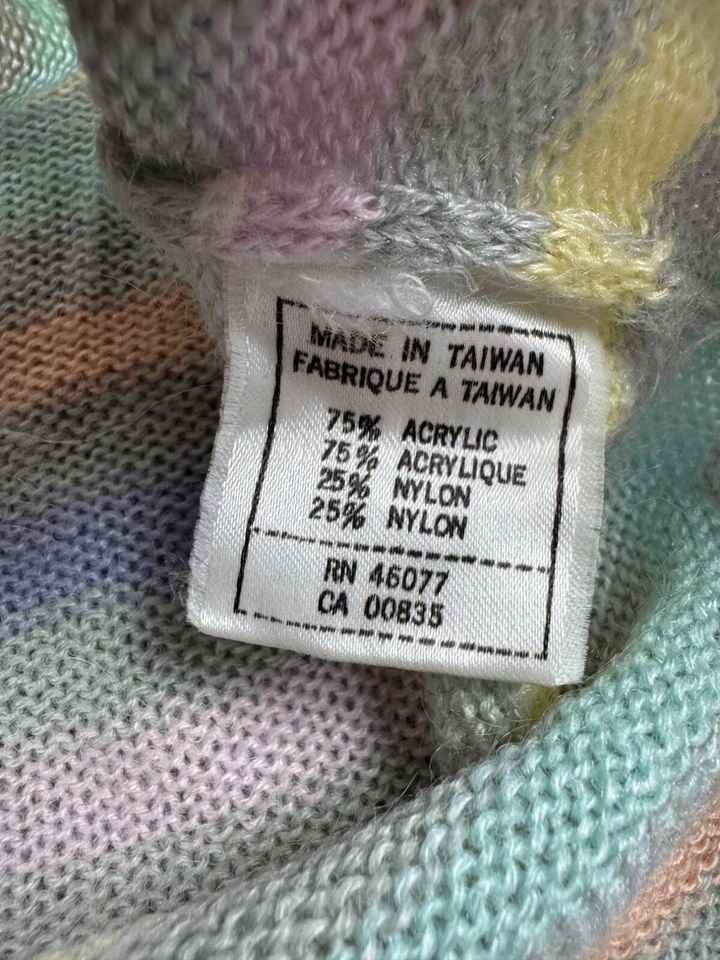 MADE IN TAIWAN
FABRIQUE A TAIWAN
75% ACRYLIC
75% ACRYLIQUE
25% NYLON
25% NYLON
RN 46077
CA 00835